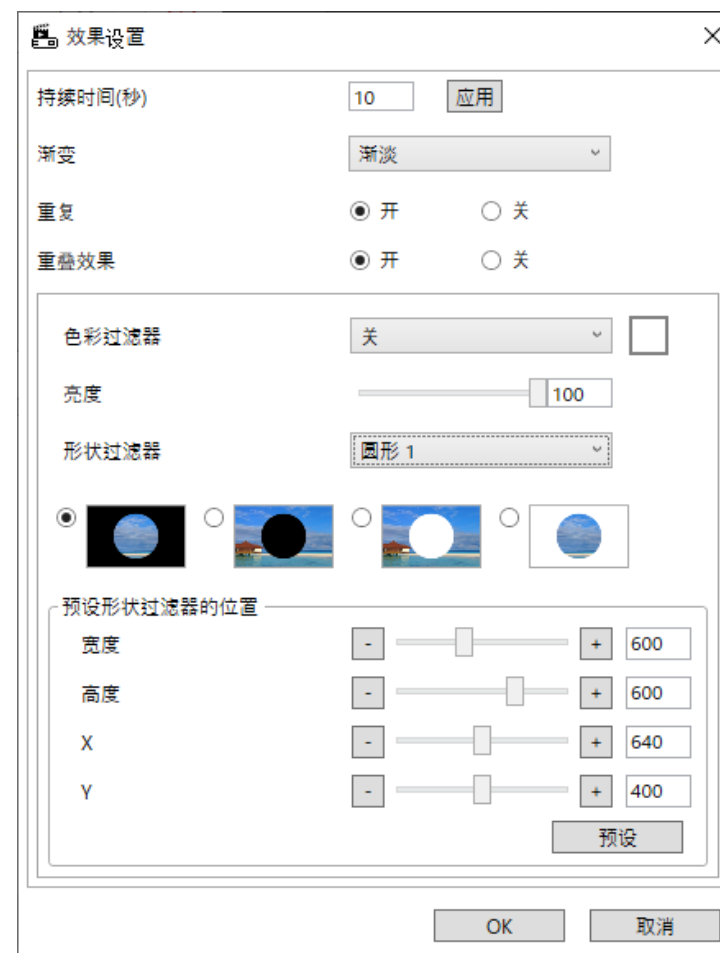 效果设置
持续时间(秒) 10 应用
渐变 渐淡
重复 开 关
重叠效果 开 关
色彩过滤器 关
亮度 100
形状过滤器 圆形 1
预设形状过滤器的位置
宽度 - + 600
高度 - + 600
X - + 640
Y - + 400
预设
OK 取消